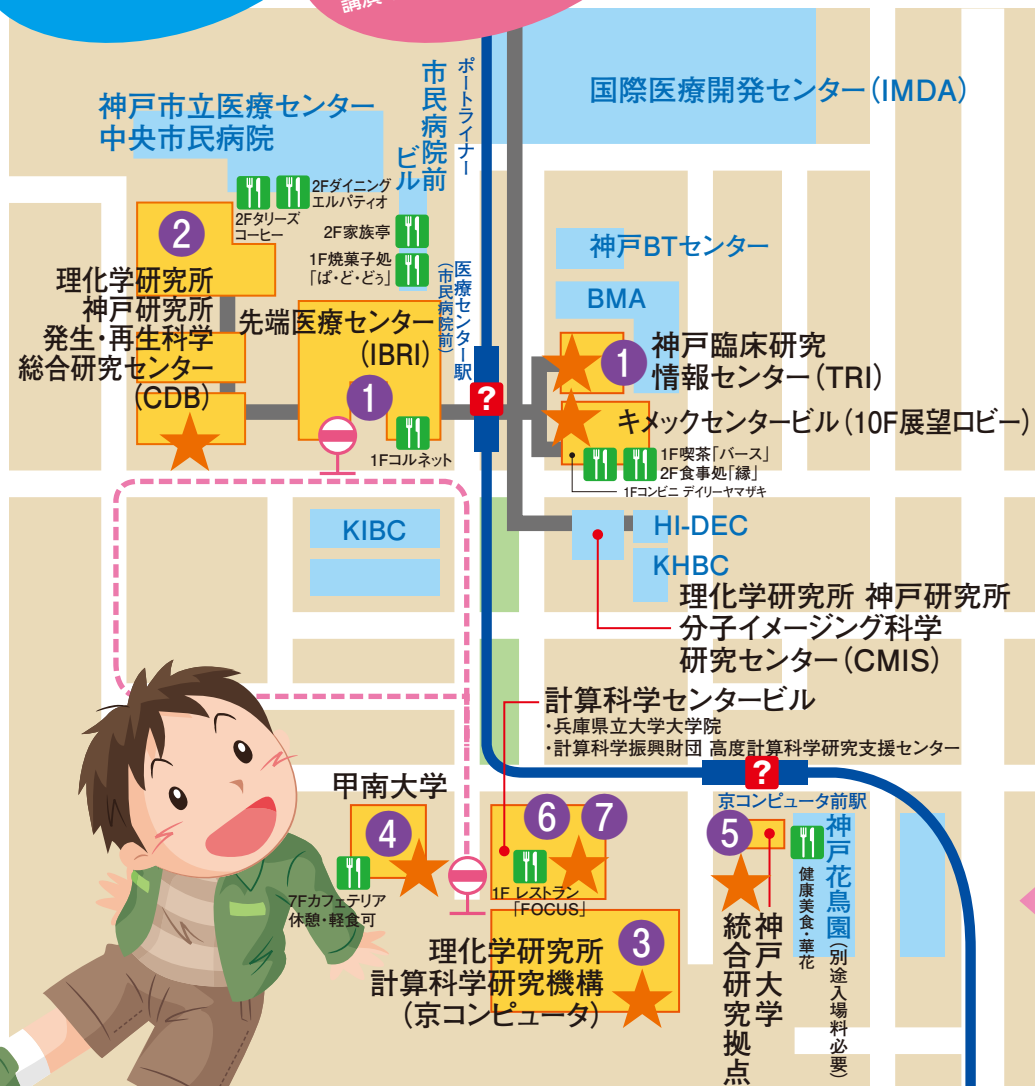 講演
国際医療開発センター(IMDA)
神戸市立医療センター
中央市民病院
市民病院前
ビル
ポートライナー
2Fダイニング
エルパティオ
2Fタリーズ
コーヒー
2F家族亭
1F焼菓子処
「ぱ・ど・どぅ」
医療センター駅
(市民病院前)
神戸BTセンター
BMA
2
理化学研究所
神戸研究所
発生・再生科学
総合研究センター
(CDB)
先端医療センター
(IBRI)
1
1Fコルネット
?
1
神戸臨床研究
情報センター(TRI)
キメックセンタービル(10F展望ロビー)
1F喫茶「バース」
2F食事処「縁」
1Fコンビニ デイリーヤマザキ
KIBC
HI-DEC
KHBC
理化学研究所 神戸研究所
分子イメージング科学
研究センター(CMIS)
計算科学センタービル
・兵庫県立大学大学院
・計算科学振興財団 高度計算科学研究支援センター
?
京コンピュータ前駅
甲南大学
4
7Fカフェテリア
休憩・軽食可
6
7
1F レストラン
「FOCUS」
理化学研究所
計算科学研究機構
(京コンピュータ)
3
5
神戸大学
統合研究拠点
神戸花鳥園(別途入場料必要)
健康美食・華花